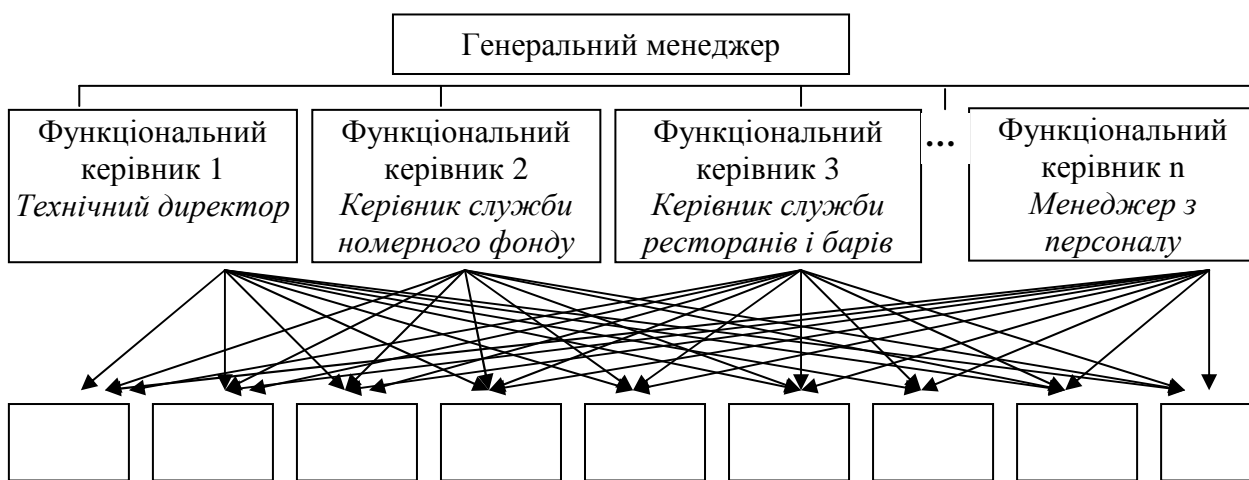 Генеральний менеджер
Функціональний
керівник 1
Технічний директор
Функціональний
керівник 2
Керівник служби
номерного фонду
Функціональний
керівник 3
Керівник служби
ресторанів і барів
...
Функціональний
керівник n
Менеджер з
персоналу